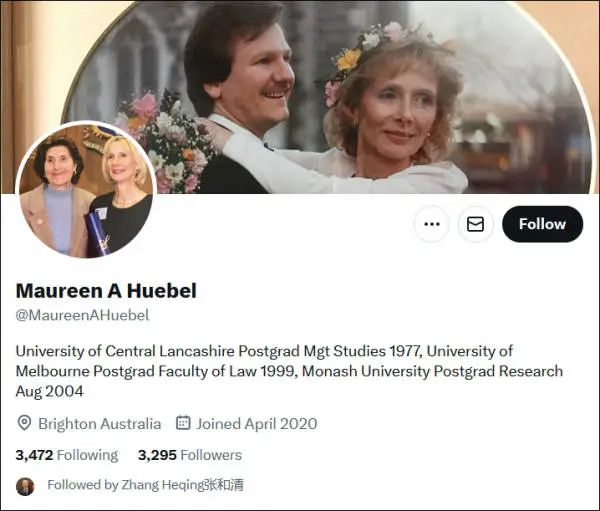 Follow
Maureen A Huebel
@MaureenAHuebel
University of Central Lancashire Postgrad Mgt Studies 1977, University of
Melbourne Postgrad Faculty of Law 1999, Monash University Postgrad Research
Aug 2004
Brighton Australia Joined April 2020
3,472 Following 3,295 Followers
Followed by Zhang Heqing张和清